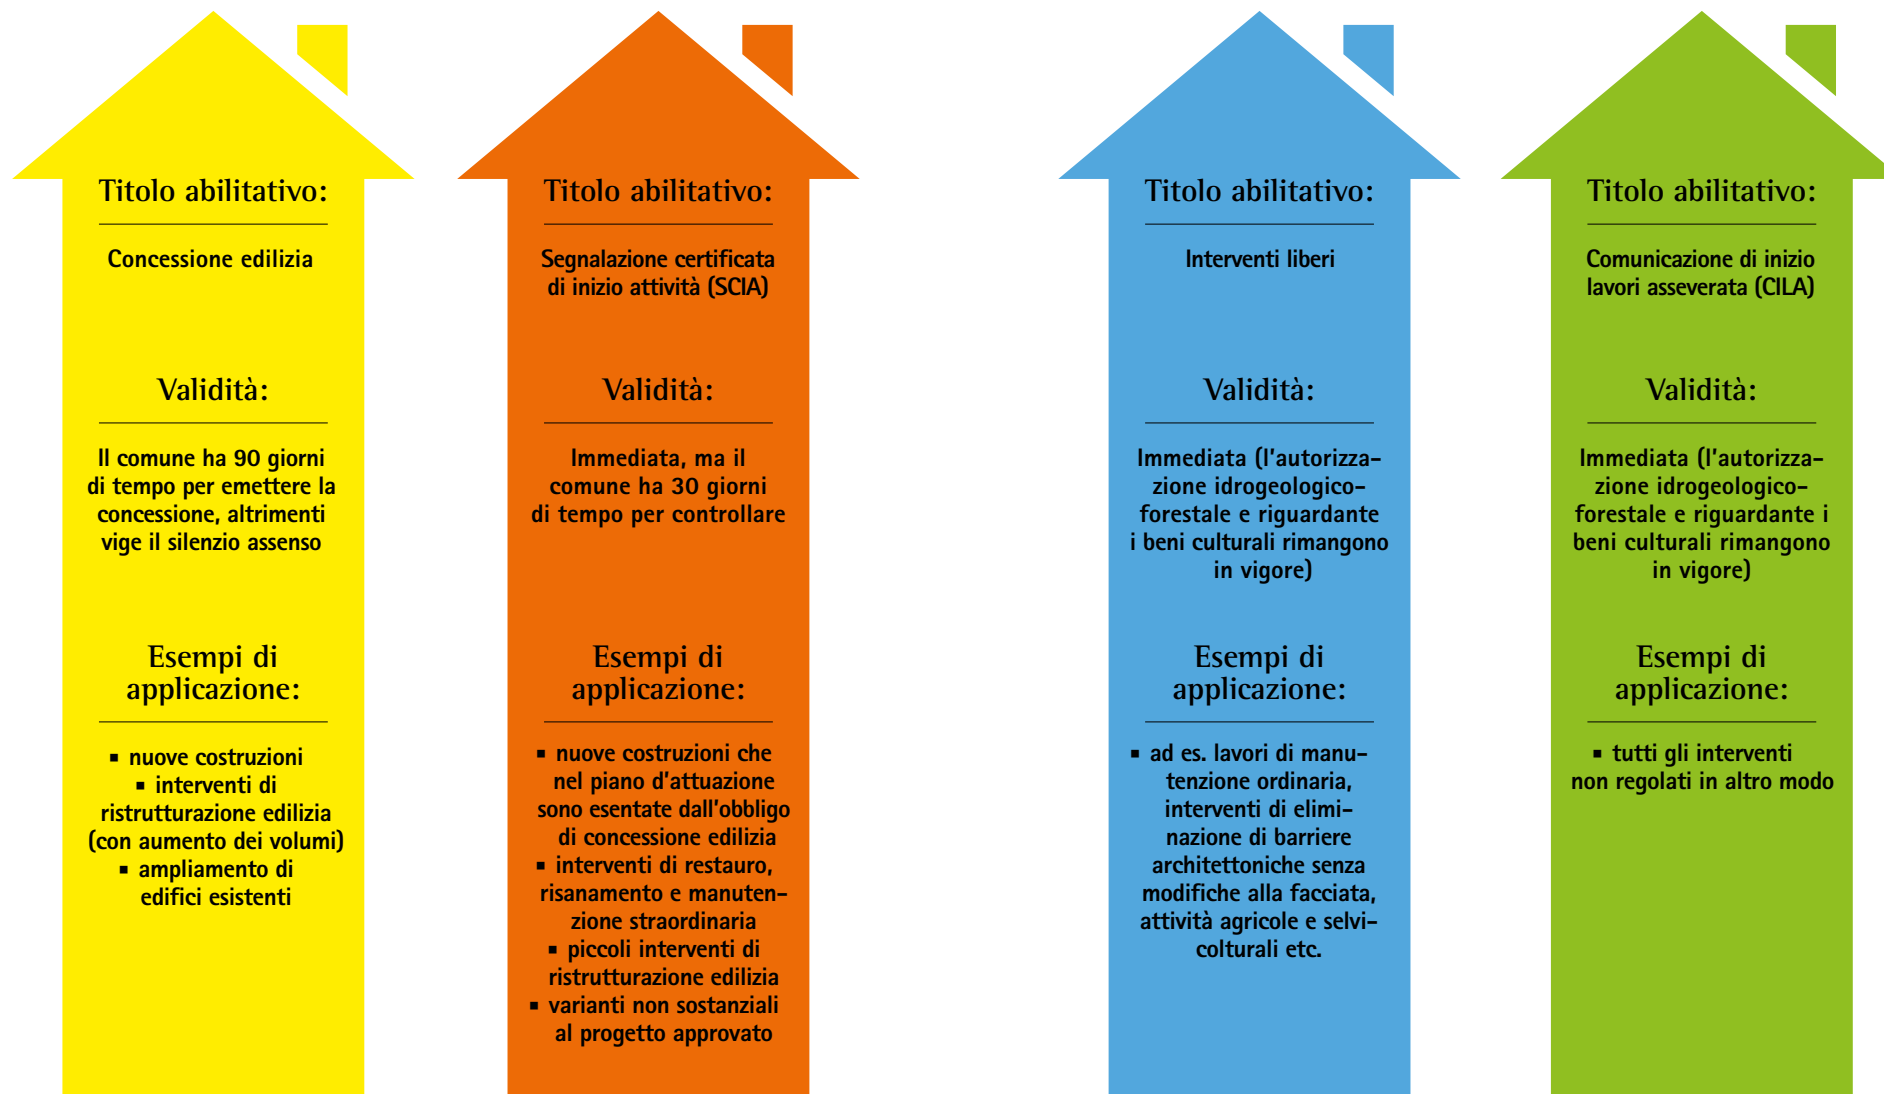 Titolo abilitativo:
Concessione edilizia
Validità:
Il comune ha 90 giorni
di tempo per emettere la
concessione, altrimenti
vige il silenzio assenso
Esempi di
applicazione:
▪ nuove costruzioni
▪ interventi di
ristrutturazione edilizia
(con aumento dei volumi)
▪ ampliamento di
edifici esistenti
Titolo abilitativo:
Segnalazione certificata
di inizio attività (SCIA)
Validità:
Immediata, ma il
comune ha 30 giorni
di tempo per controllare
Esempi di
applicazione:
▪ nuove costruzioni che
nel piano d'attuazione
sono esentate dall'obbligo
di concessione edilizia
▪ interventi di restauro,
risanamento e manuten-
zione straordinaria
▪ piccoli interventi di
ristrutturazione edilizia
▪ varianti non sostanziali
al progetto approvato
Titolo abilitativo:
Interventi liberi
Validità:
Immediata (l'autorizza-
zione idrogeologico-
forestale e riguardante
i beni culturali rimangono
in vigore)
Esempi di
applicazione:
▪ ad es. lavori di manu-
tenzione ordinaria,
interventi di elimi-
nazione di barriere
architettoniche senza
modifiche alla facciata,
attività agricole e selvi-
colturali etc.
Titolo abilitativo:
Comunicazione di inizio
lavori asseverata (CILA)
Validità:
Immediata (l'autorizza-
zione idrogeologico-
forestale e riguardante i
beni culturali rimangono
in vigore)
Esempi di
applicazione:
▪ tutti gli interventi
non regolati in altro modo